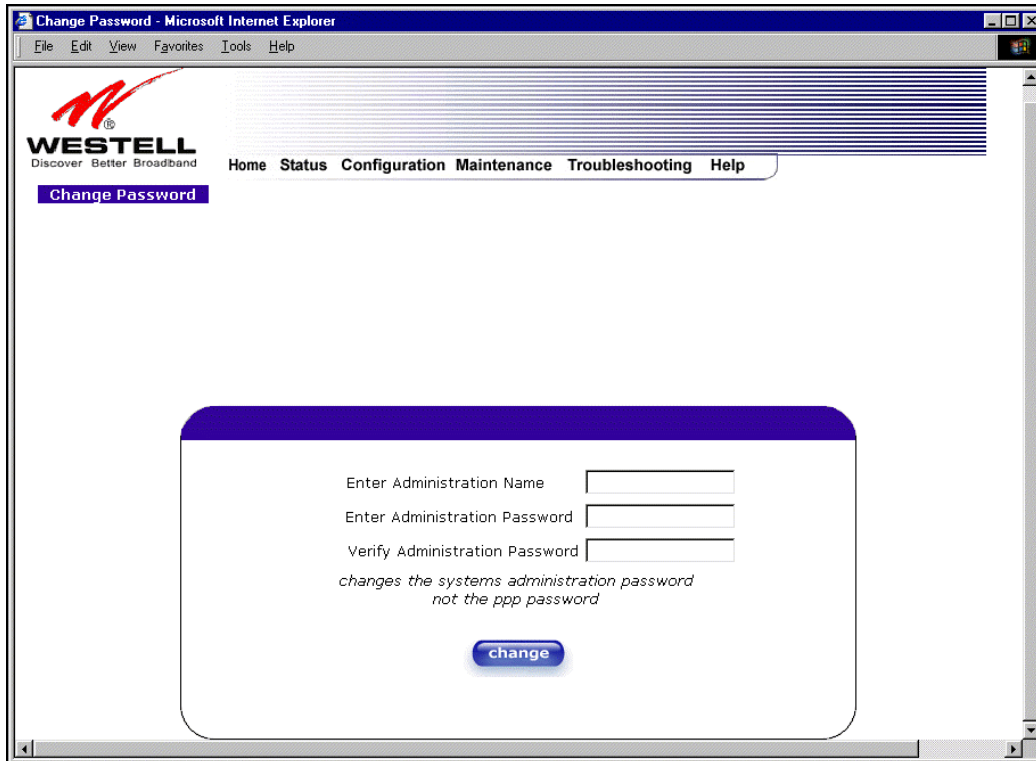 Change Password - Microsoft Internet Explorer
File Edit View Favorites Tools Help
WESTELL
®
Discover Better Broadband
Home Status Configuration Maintenance Troubleshooting Help
Change Password
Enter Administration Name
Enter Administration Password
Verify Administration Password
changes the systems administration password
not the ppp password
change